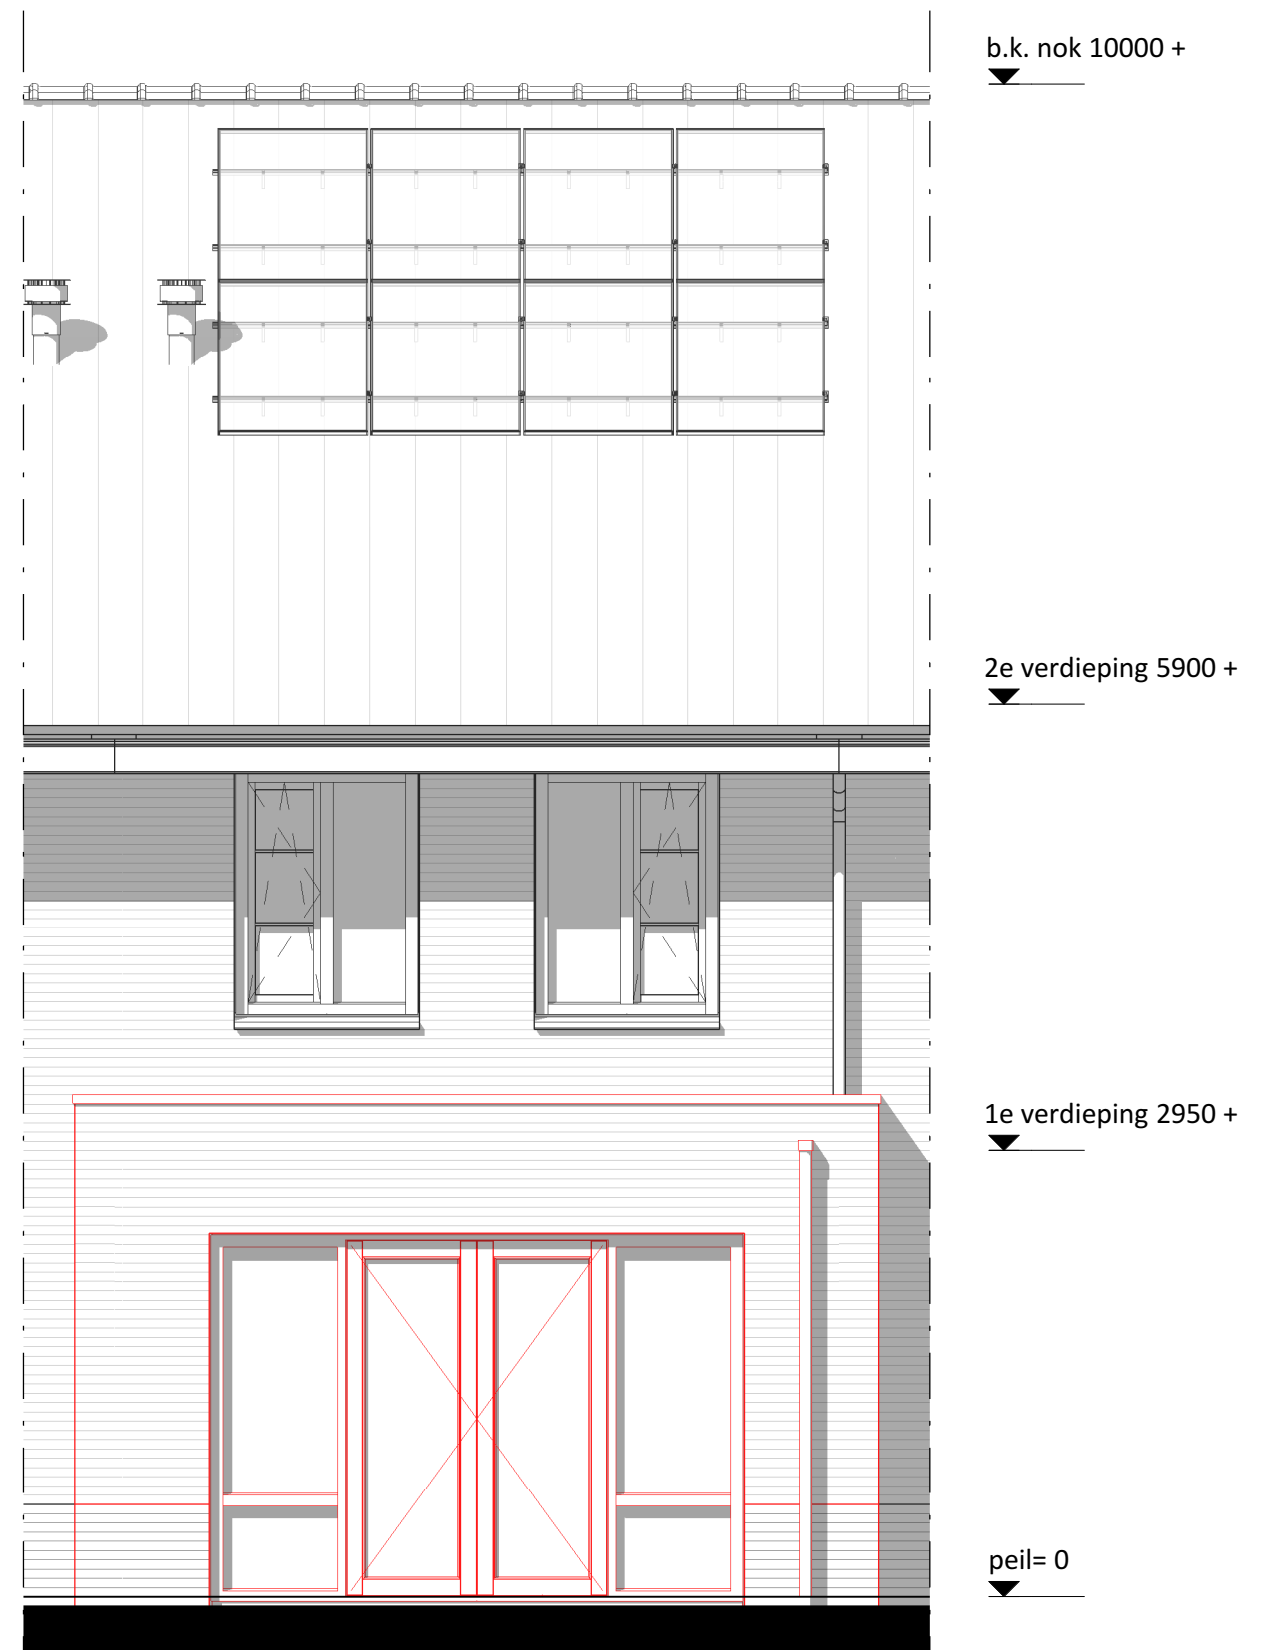 b.k. nok 10000 +
2e verdieping 5900 +
1e verdieping 2950 +
peil= 0